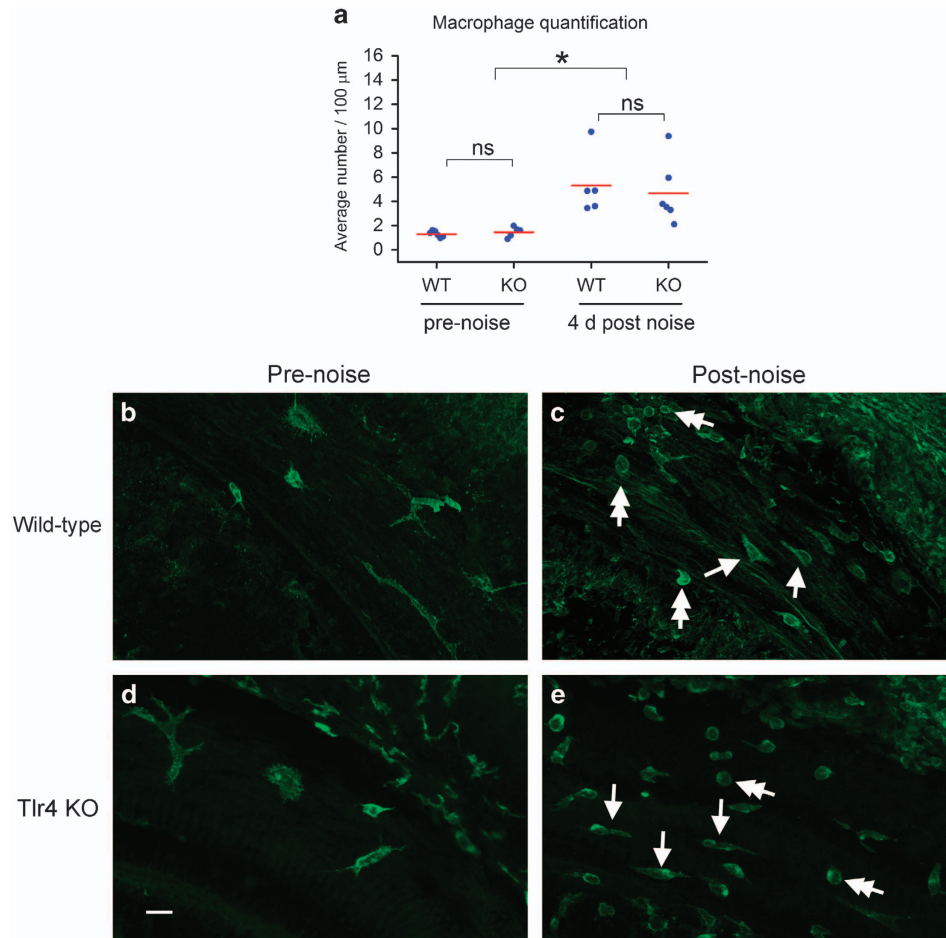 a
Macrophage quantification
Average number / 100 µm
16
14
12
10
8
6
4
2
0
*
ns
ns
WT
KO
WT
KO
pre-noise
4 d post noise
Pre-noise
Post-noise
Wild-type
b
c
Tlr4 KO
d
e